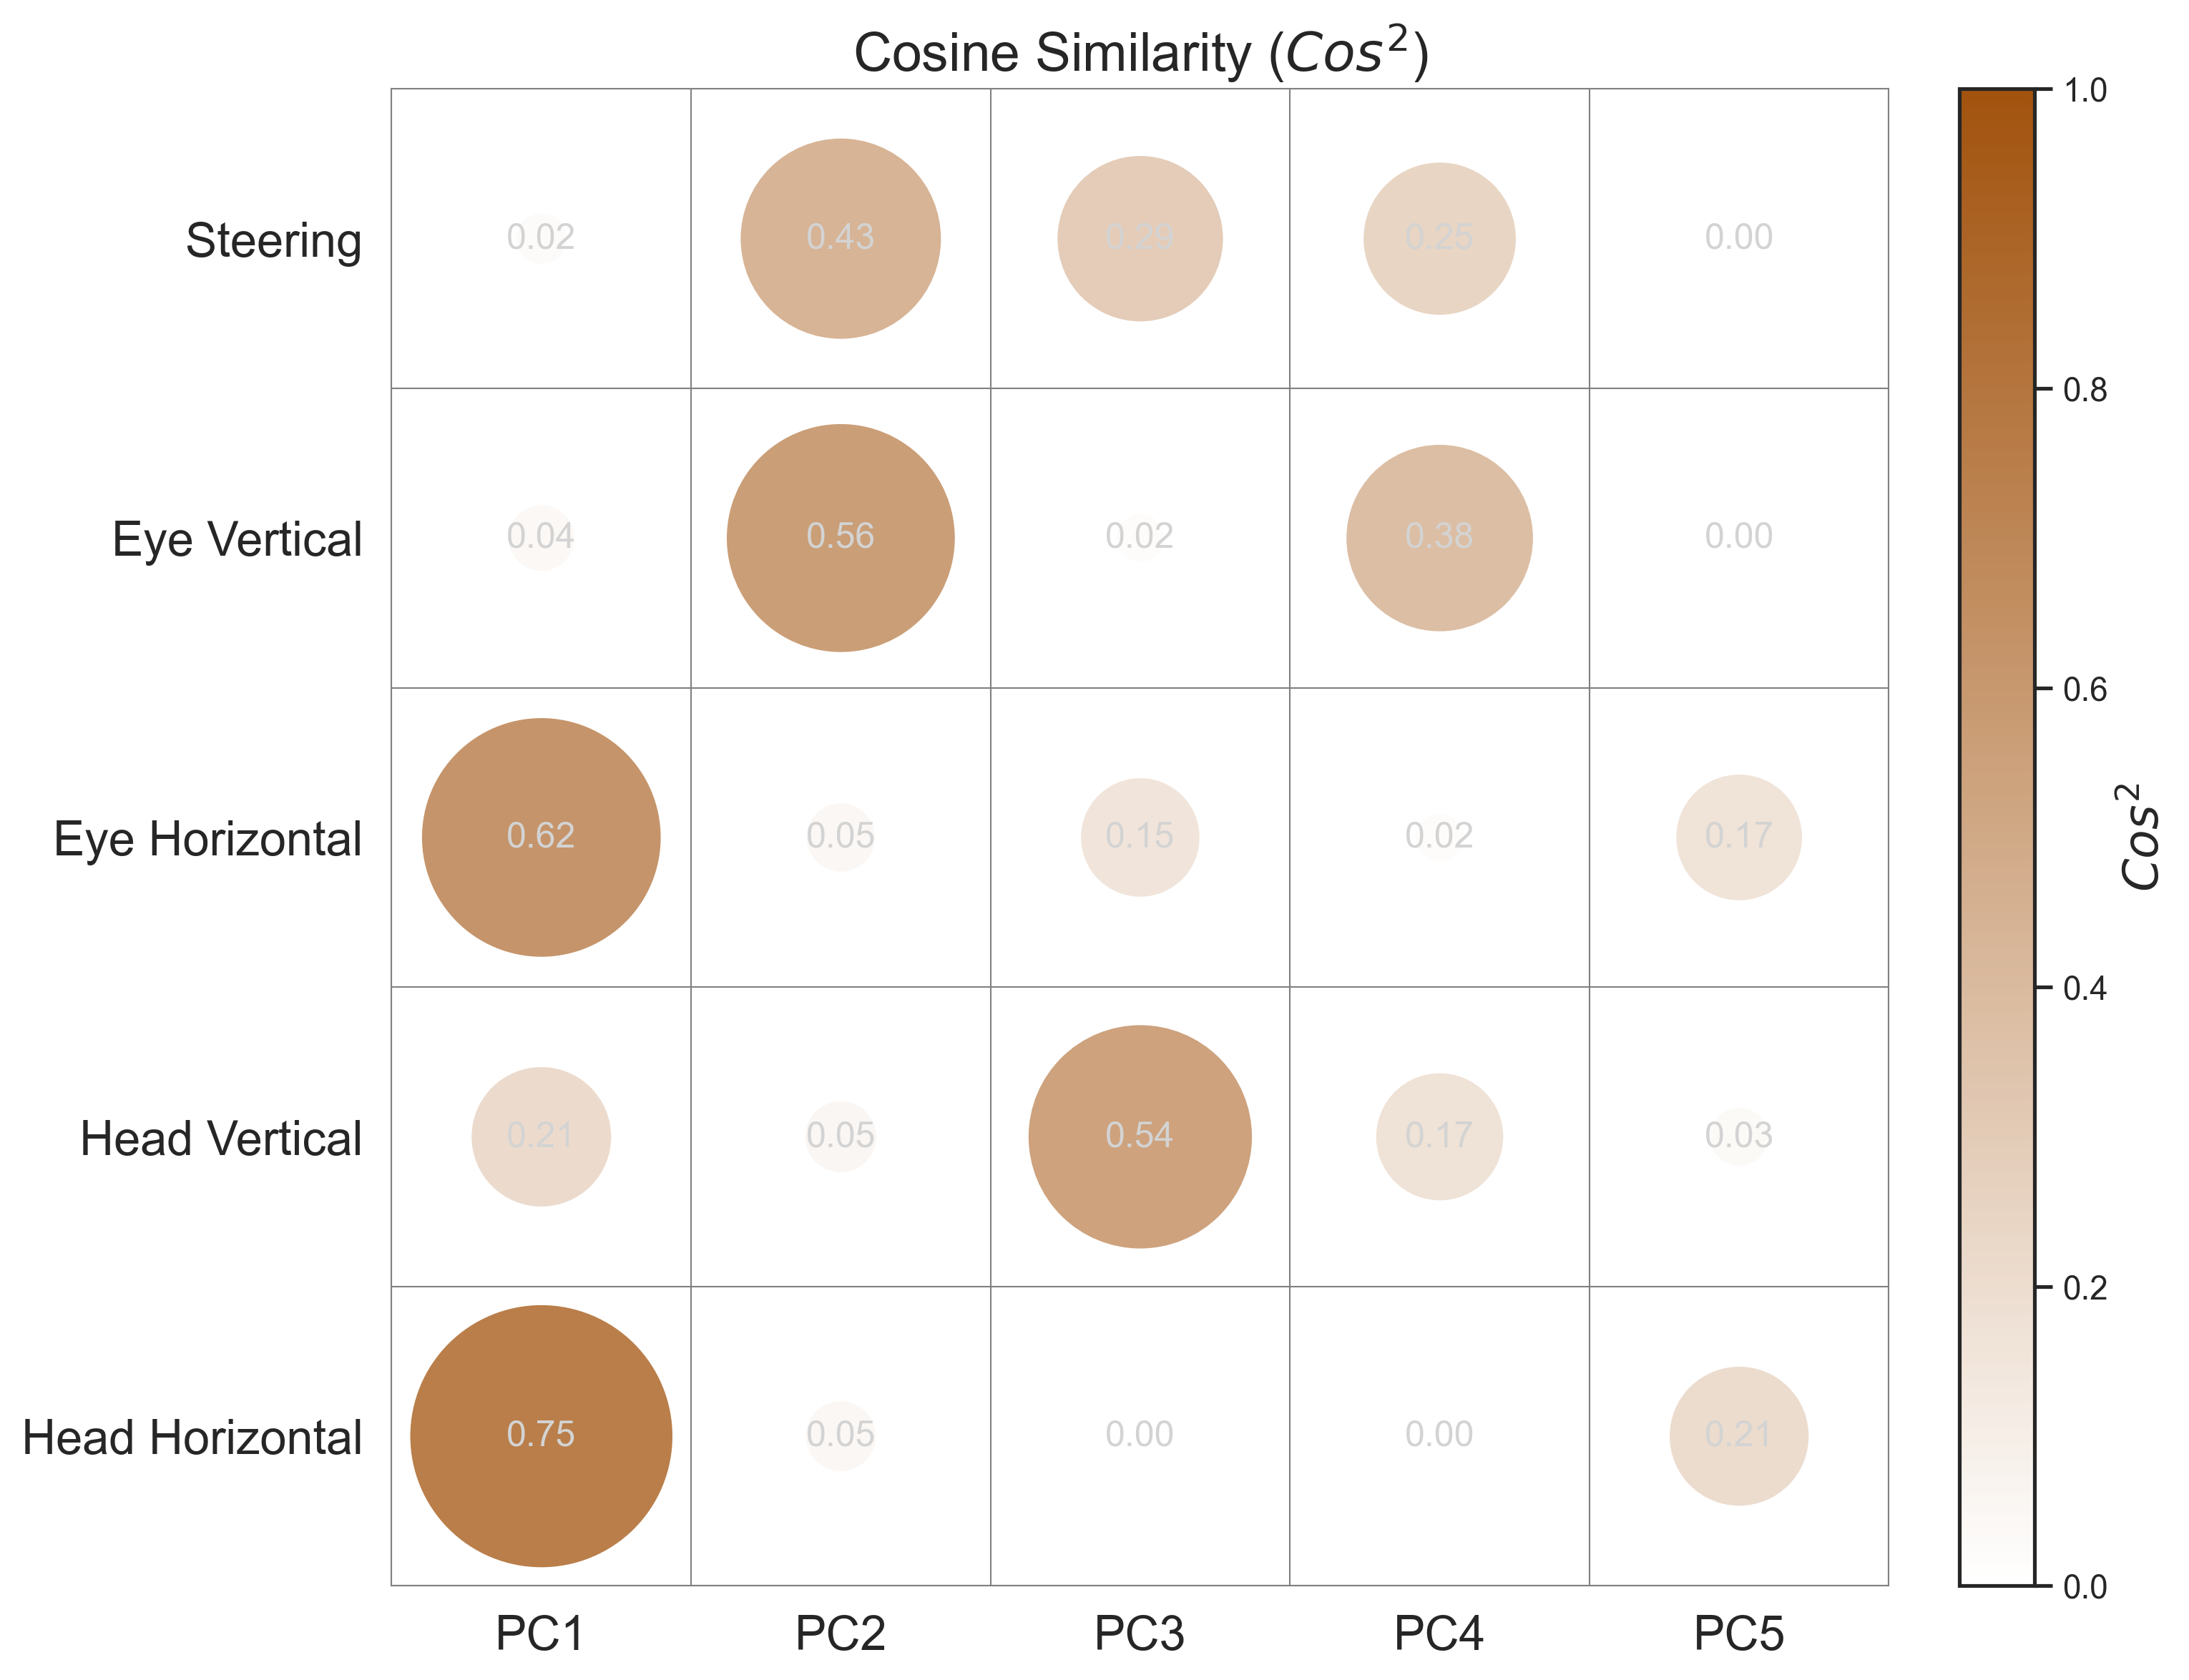 Cosine Similarity (Cos²)
Steering 0.02 0.43 0.29 0.25 0.00
Eye Vertical 0.04 0.56 0.02 0.38 0.00
Eye Horizontal 0.62 0.05 0.15 0.02 0.17
Head Vertical 0.21 0.05 0.54 0.17 0.03
Head Horizontal 0.75 0.05 0.00 0.00 0.21
PC1 PC2 PC3 PC4 PC5
1.0
0.8
0.6
0.4
0.2
0.0
Cos²